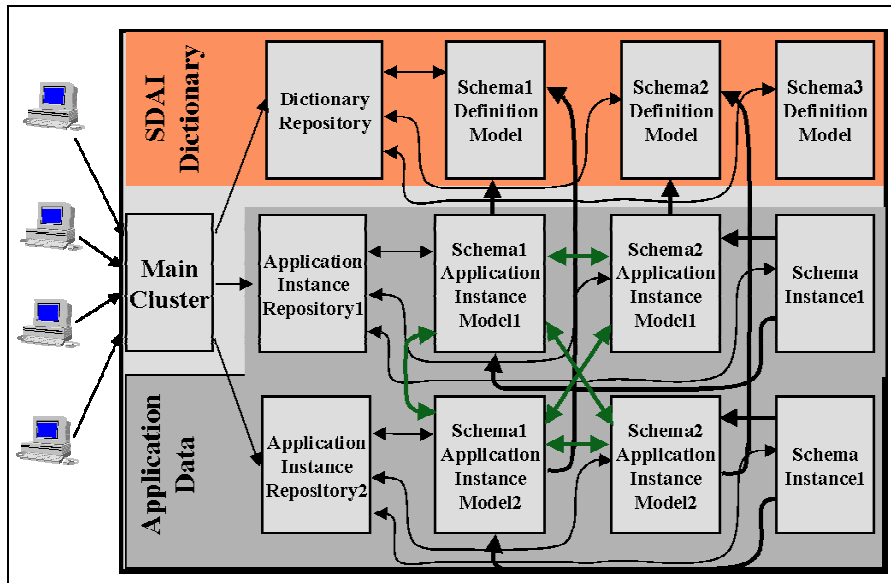 SDAI
Dictionary
Dictionary
Repository
Schema1
Definition
Model
Schema2
Definition
Model
Schema3
Definition
Model
Main
Cluster
Application
Instance
Repository1
Schema1
Application
Instance
Model1
Schema2
Application
Instance
Model1
Schema
Instance1
Application
Data
Application
Instance
Repository2
Schema1
Application
Instance
Model2
Schema2
Application
Instance
Model2
Schema
Instance1